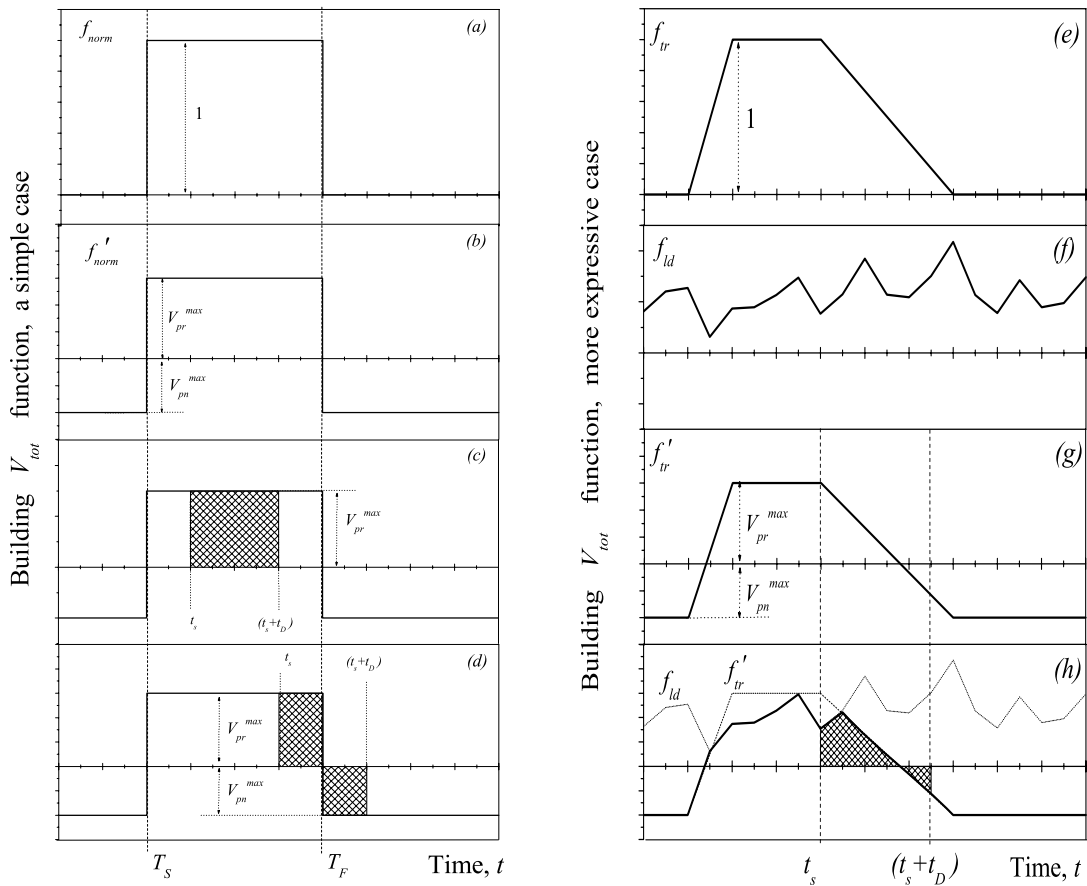 Building V_tot function, a simple case
f_norm
(a)
1
f_norm'
(b)
V_pr^max
V_pn^max
(c)
V_pr^max
t_s
(t_s+t_D)
(d)
t_s
(t_s+t_D)
V_pr^max
V_pn^max
T_S
T_F
Time, t
Building V_tot function, more expressive case
f_tr
(e)
1
f_ld
(f)
f_tr'
(g)
V_pr^max
V_pn^max
f_ld
f_tr'
(h)
t_s
(t_s+t_D)
Time, t